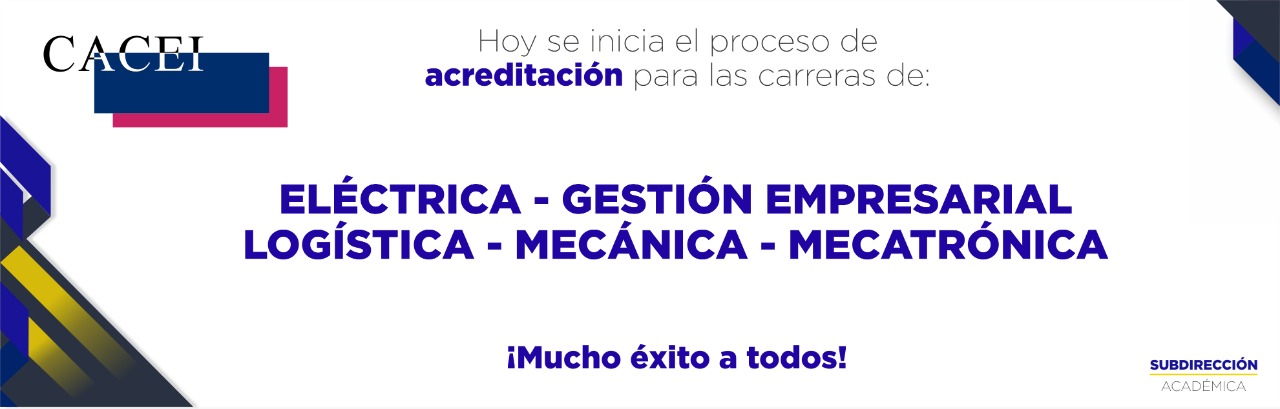 CACEI
Hoy se inicia el proceso de
acreditación para las carreras de:
ELÉCTRICA - GESTIÓN EMPRESARIAL
LOGÍSTICA - MECÁNICA - MECATRÓNICA
¡Mucho éxito a todos!
SUBDIRECCIÓN
ACADÉMICA